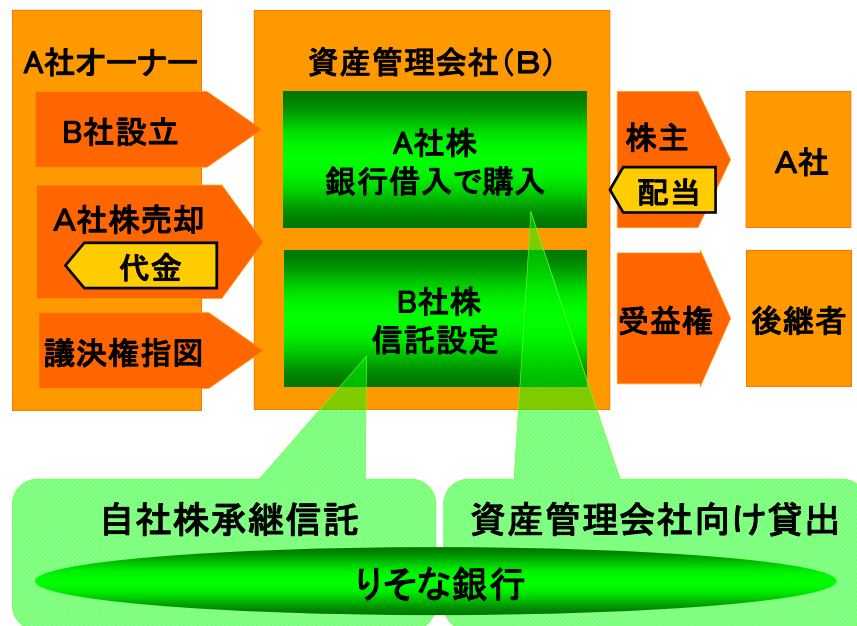 A社オーナー
B社設立
A社株売却
代金
議決権指図
資産管理会社（B）
A社株
銀行借入で購入
B社株
信託設定
株主
配当
受益権
A社
後継者
自社株承継信託
資産管理会社向け貸出
りそな銀行